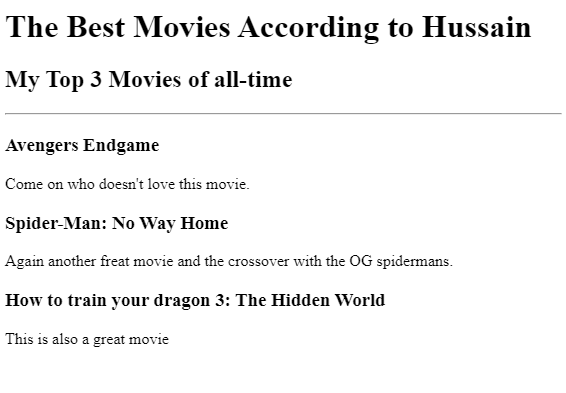 The Best Movies According to Hussain
My Top 3 Movies of all-time
Avengers Endgame
Come on who doesn't love this movie.
Spider-Man: No Way Home
Again another freat movie and the crossover with the OG spidermans.
How to train your dragon 3: The Hidden World
This is also a great movie